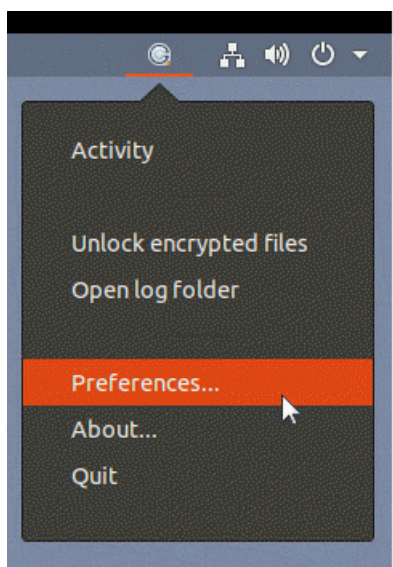 Activity
Unlock encrypted files
Open log folder
Preferences...
About...
Quit